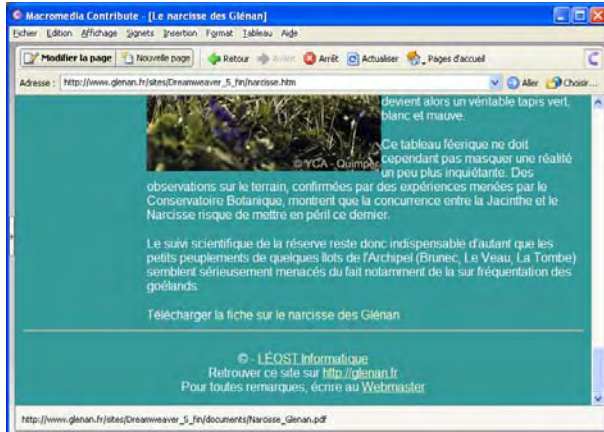 Macromedia Contribute - [Le narcisse des Glénan]
Fichier Edition Affichage Signets Insertion Format Tableau Aide
Modifier la page Nouvelle page Retour Avant Arrêt Actualiser Pages d'accueil
Adresse : http://www.glenan.fr/sites/Dreamweaver_5_fin/narcisse.htm Aller Choisir...
devient alors un véritable tapis vert,
blanc et mauve.
Ce tableau féerique ne doit
© YCA - Quimper
cependant pas masquer une réalité
un peu plus inquiétante. Des
observations sur le terrain, confirmées par des expériences menées par le
Conservatoire Botanique, montrent que la concurrence entre la Jacinthe et le
Narcisse risque de mettre en péril ce dernier.
Le suivi scientifique de la réserve reste donc indispensable d'autant que les
petits peuplements de quelques îlots de l'Archipel (Brunec, Le Veau, La Tombe)
semblent sérieusement menacés du fait notamment de la sur fréquentation des
goélands.
Télécharger la fiche sur le narcisse des Glénan
© - LÉOST Informatique
Retrouver ce site sur http://glenan.fr
Pour toutes remarques, écrire au Webmaster
http://www.glenan.fr/sites/Dreamweaver_5_fin/documents/Narcisse_Glenan.pdf